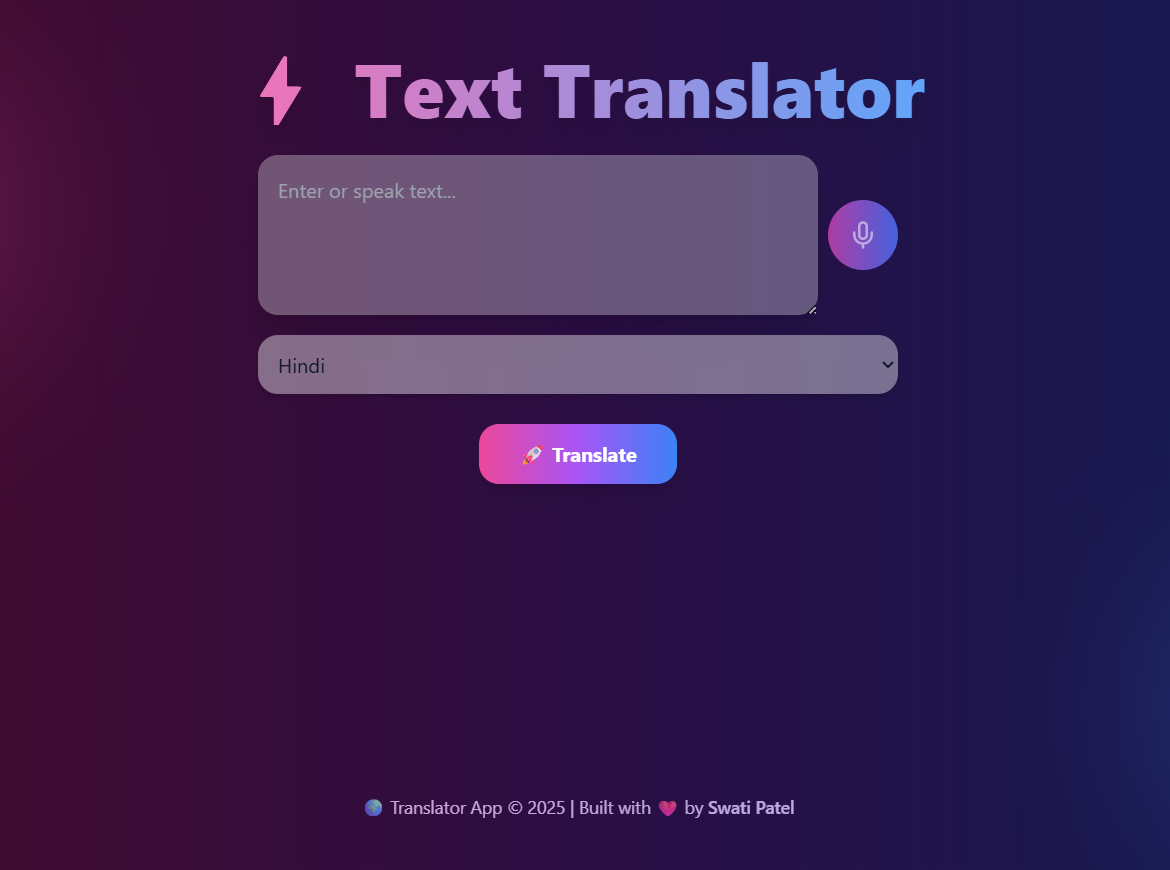 Text Translator
Enter or speak text...
Hindi
🚀 Translate
🌍 Translator App © 2025 | Built with 💗 by Swati Patel